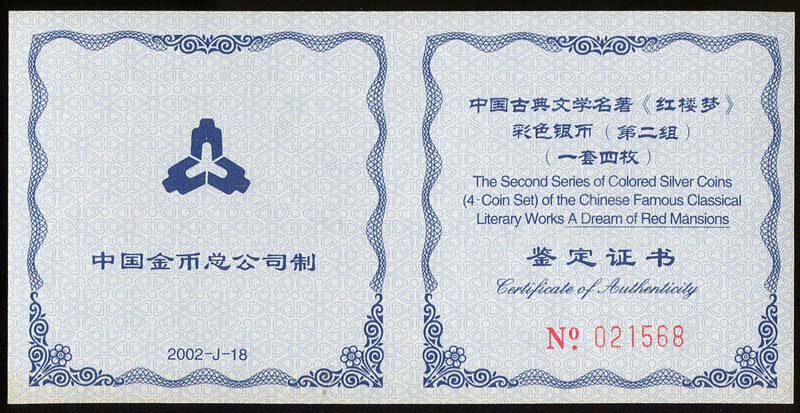 中国金币总公司制
2002-J-18
中国古典文学名著《红楼梦》
彩色银币（第二组）
（一套四枚）
The Second Series of Colored Silver Coins
(4-Coin Set) of the Chinese Famous Classical
Literary Works A Dream of Red Mansions
鉴定证书
Certificate of Authenticity
Nº 021568